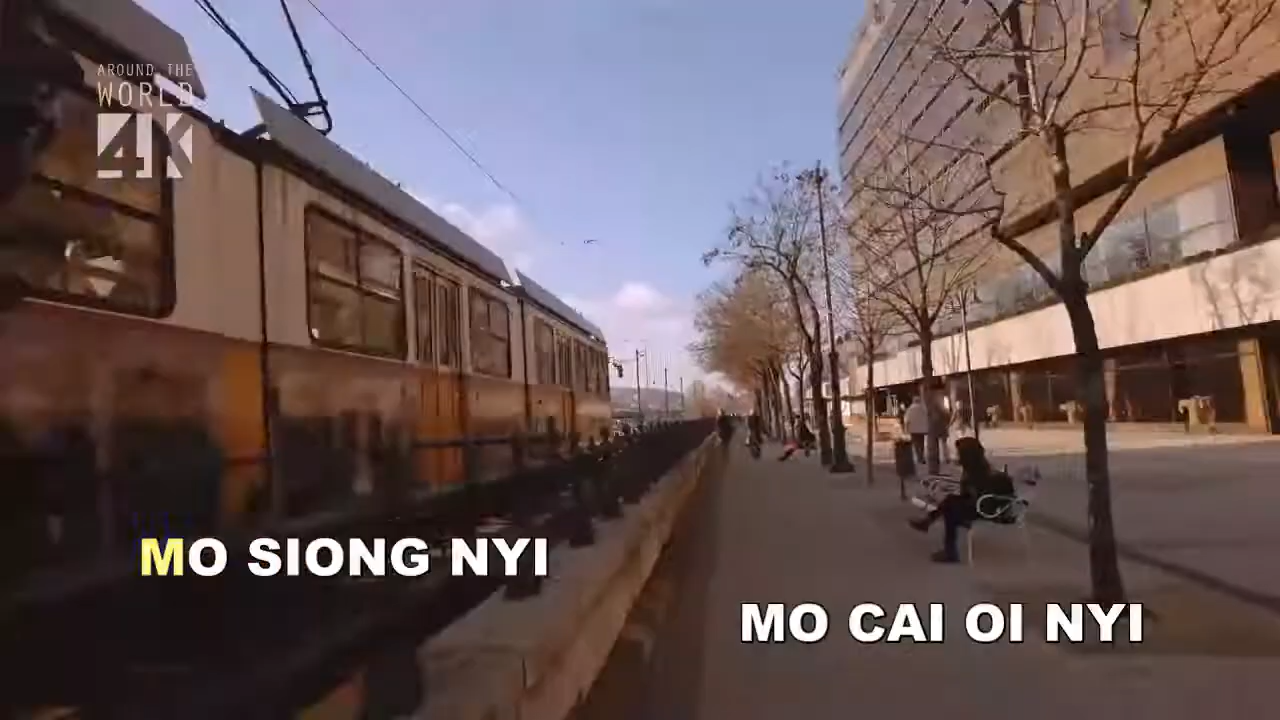 AROUND THE
WORLD
4K
MO SIONG NYI
MO CAI OI NYI